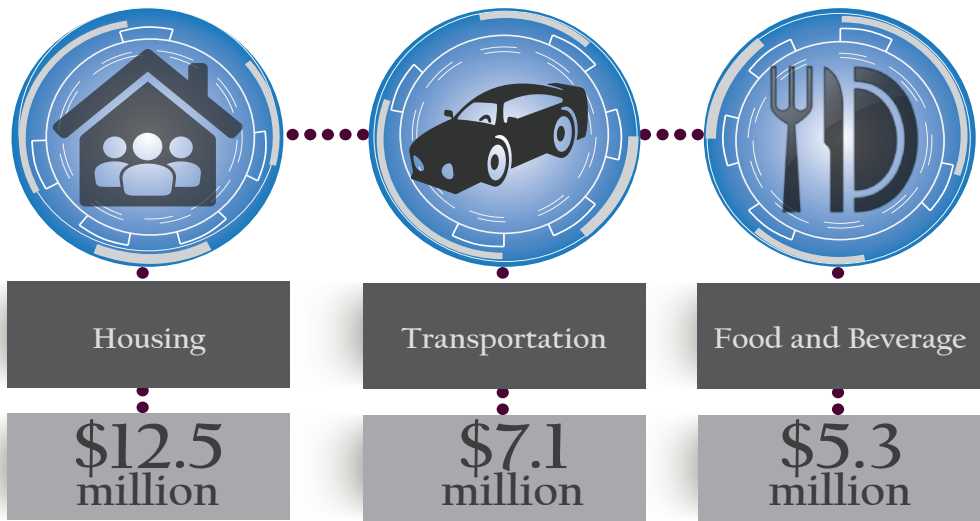 Housing
Transportation
Food and Beverage
$12.5
million
$7.1
million
$5.3
million